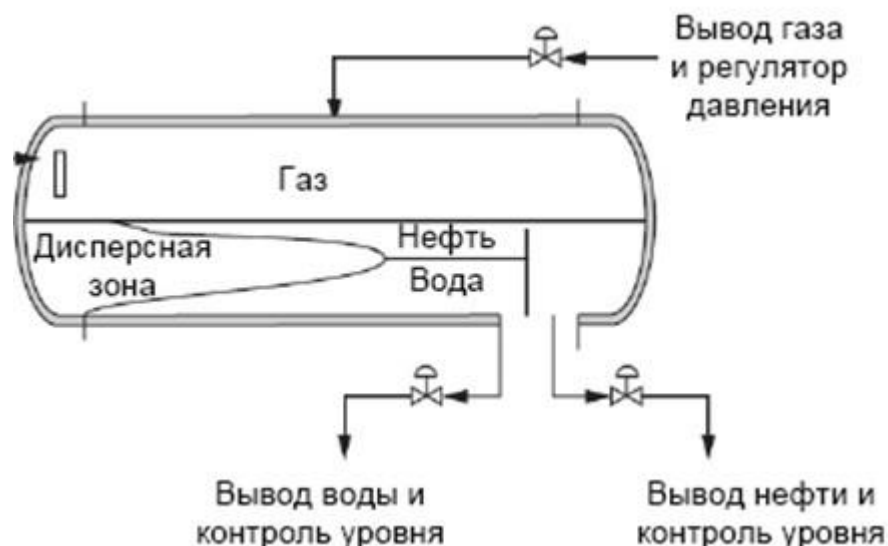 Вывод газа
и регулятор
давления
Газ
Дисперсная
зона
Нефть
Вода
Вывод воды и
контроль уровня
Вывод нефти и
контроль уровня